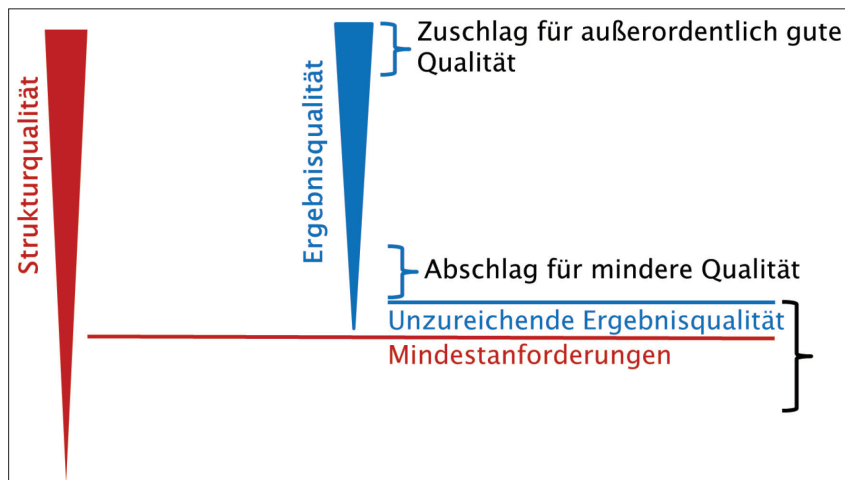 Strukturqualität
Ergebnisqualität
Zuschlag für außerordentlich gute
Qualität
Abschlag für mindere Qualität
Unzureichende Ergebnisqualität
Mindestanforderungen